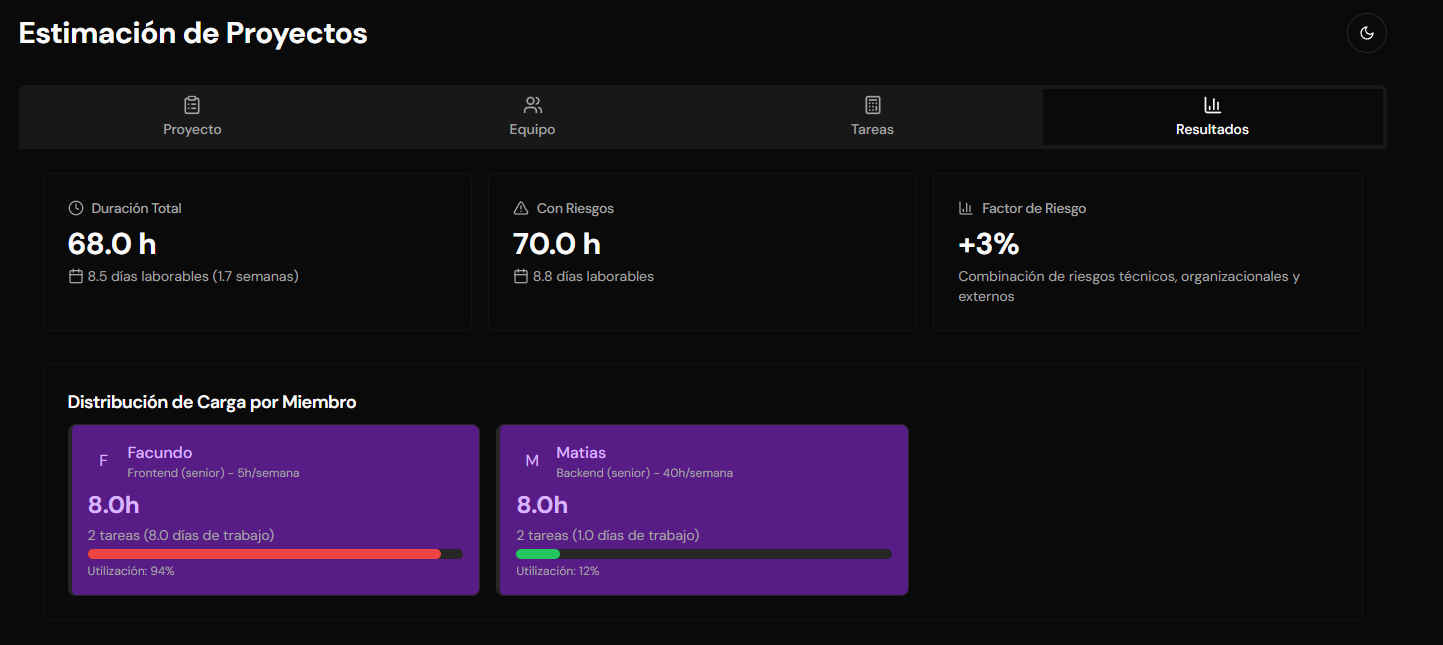 Estimación de Proyectos
Proyecto
Equipo
Tareas
Resultados
Duración Total
68.0 h
8.5 días laborables (1.7 semanas)
Con Riesgos
70.0 h
8.8 días laborables
Factor de Riesgo
+3%
Combinación de riesgos técnicos, organizacionales y
externos
Distribución de Carga por Miembro
F
Facundo
Frontend (senior) - 5h/semana
8.0h
2 tareas (8.0 días de trabajo)
Utilización: 94%
M
Matias
Backend (senior) - 40h/semana
8.0h
2 tareas (1.0 días de trabajo)
Utilización: 12%